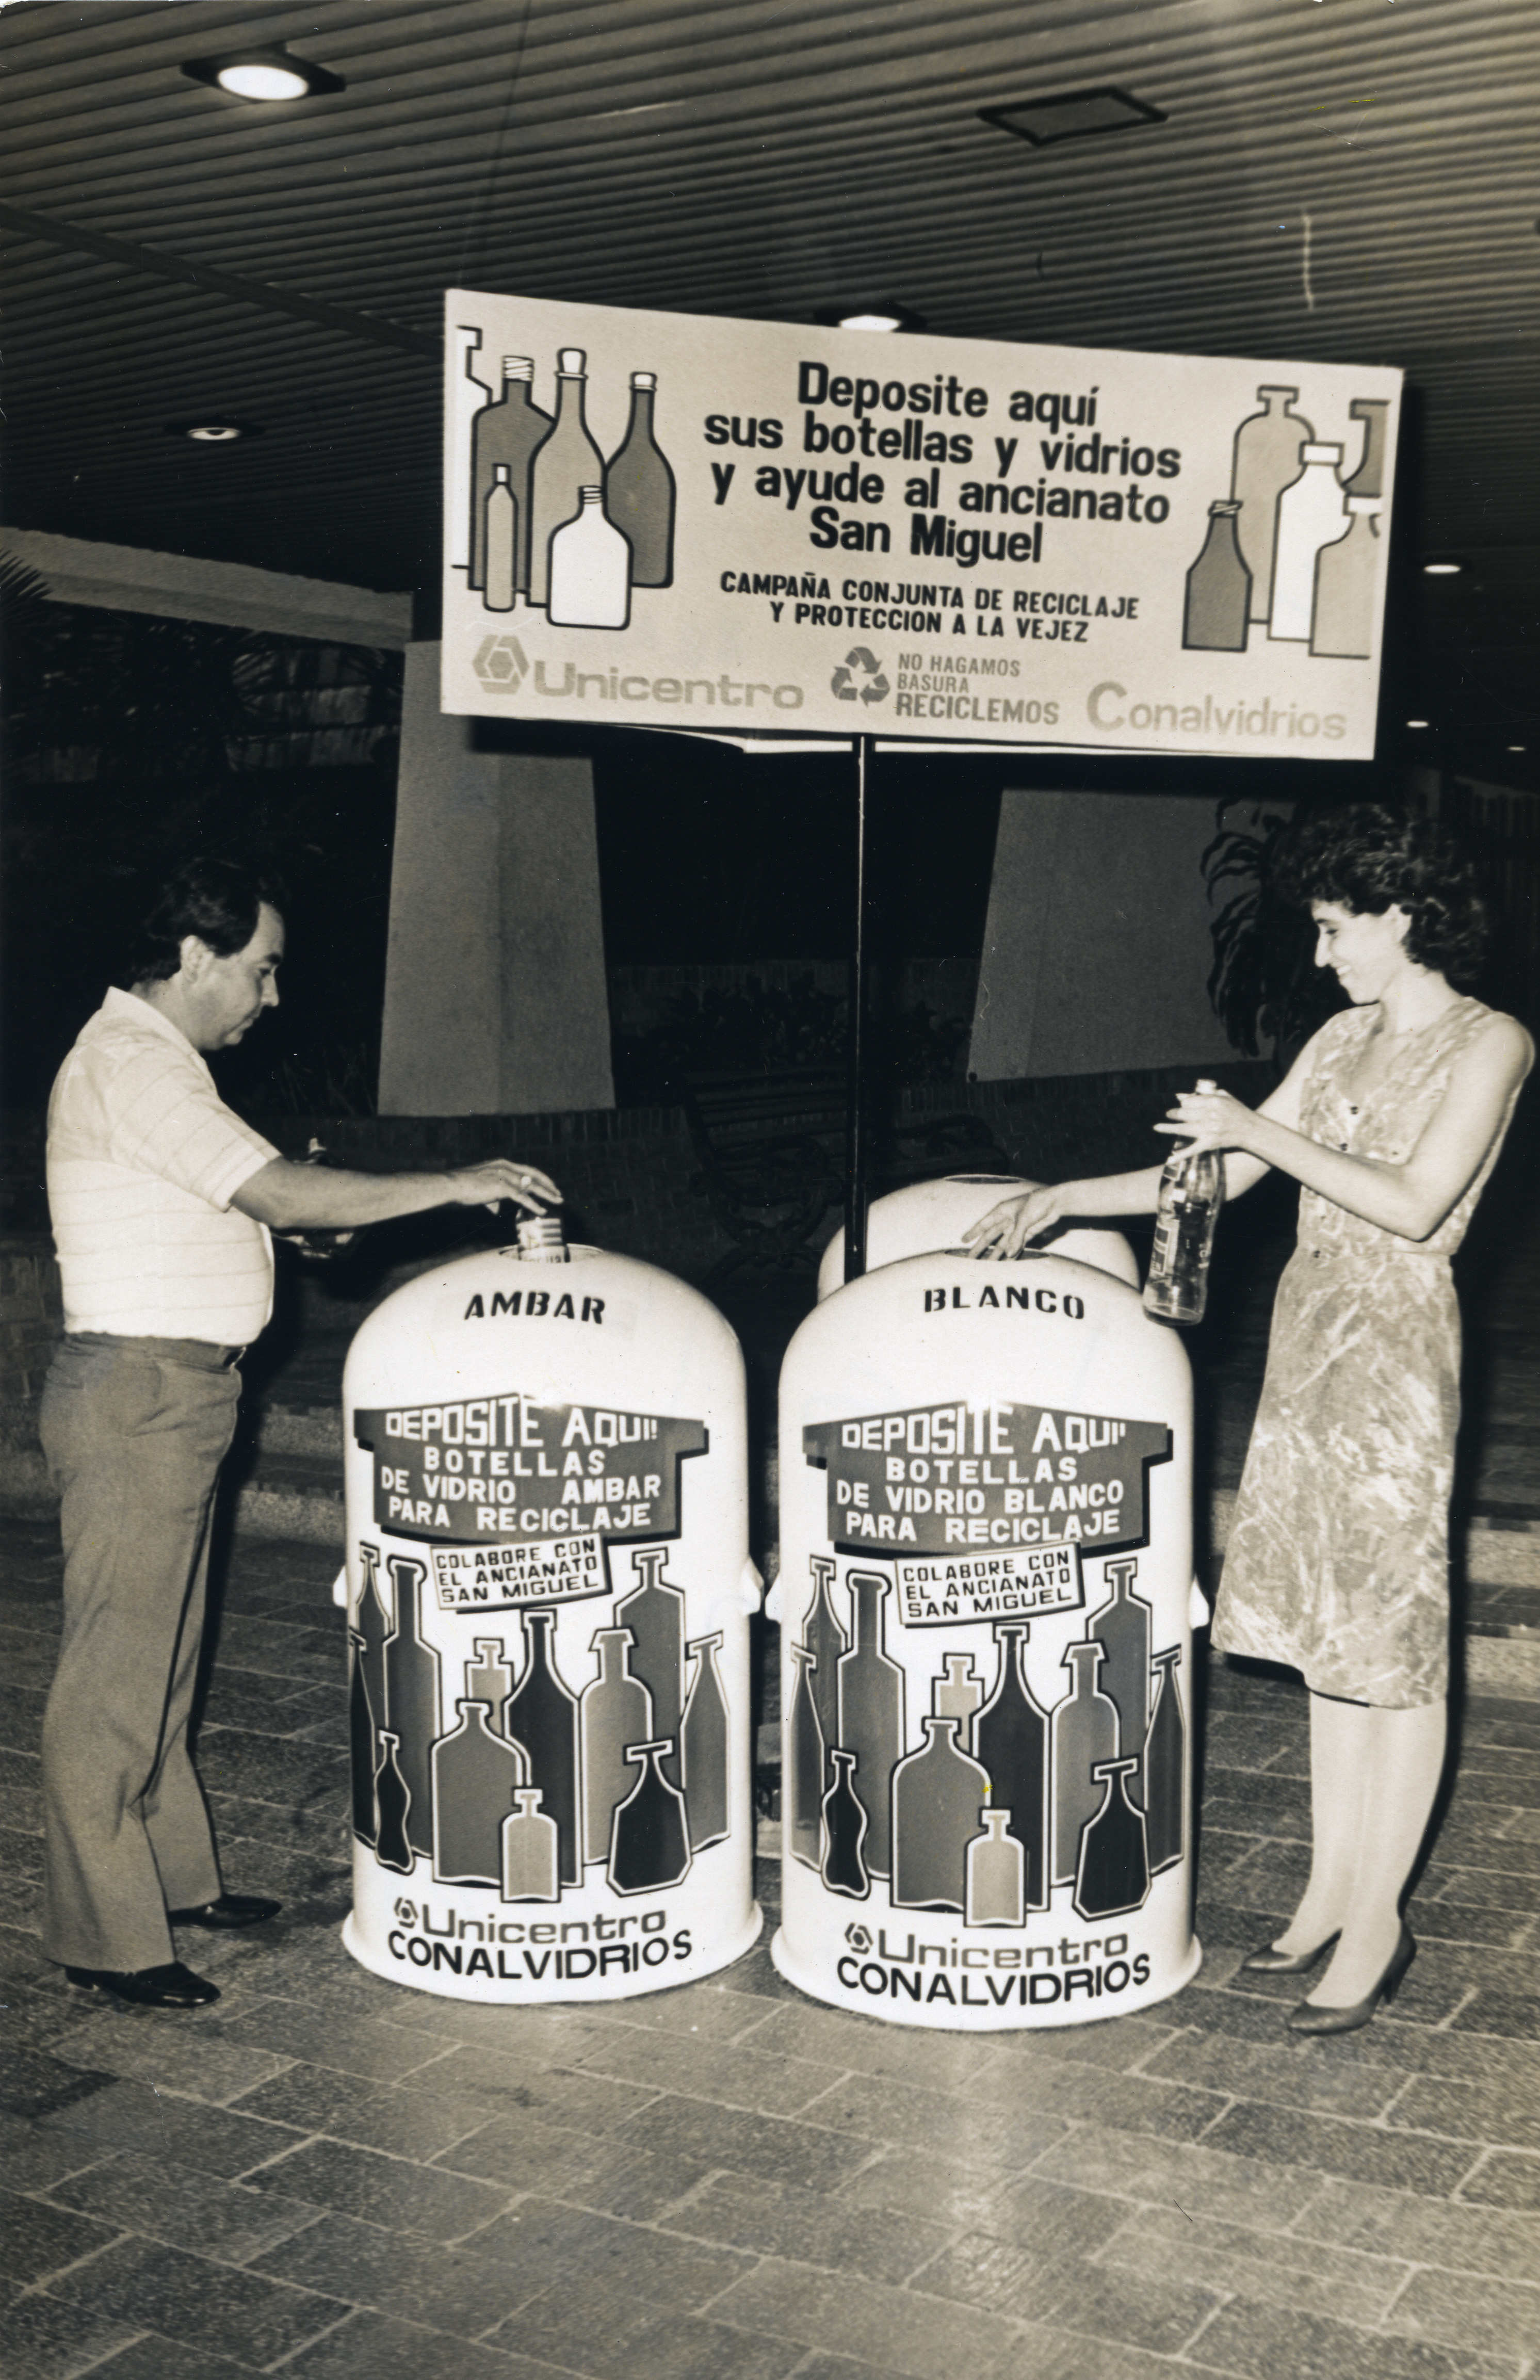 Deposite aquí
sus botellas y vidrios
y ayude al ancianato
San Miguel
CAMPAÑA CONJUNTA DE RECICLAJE
Y PROTECCION A LA VEJEZ
Unicentro
NO HAGAMOS
BASURA
RECICLEMOS
Conalvidrios
AMBAR
DEPOSITE AQUI!
BOTELLAS
DE VIDRIO AMBAR
PARA RECICLAJE
COLABORE CON
EL ANCIANATO
SAN MIGUEL
Unicentro
CONALVIDRIOS
BLANCO
DEPOSITE AQUI!
BOTELLAS
DE VIDRIO BLANCO
PARA RECICLAJE
COLABORE CON
EL ANCIANATO
SAN MIGUEL
Unicentro
CONALVIDRIOS